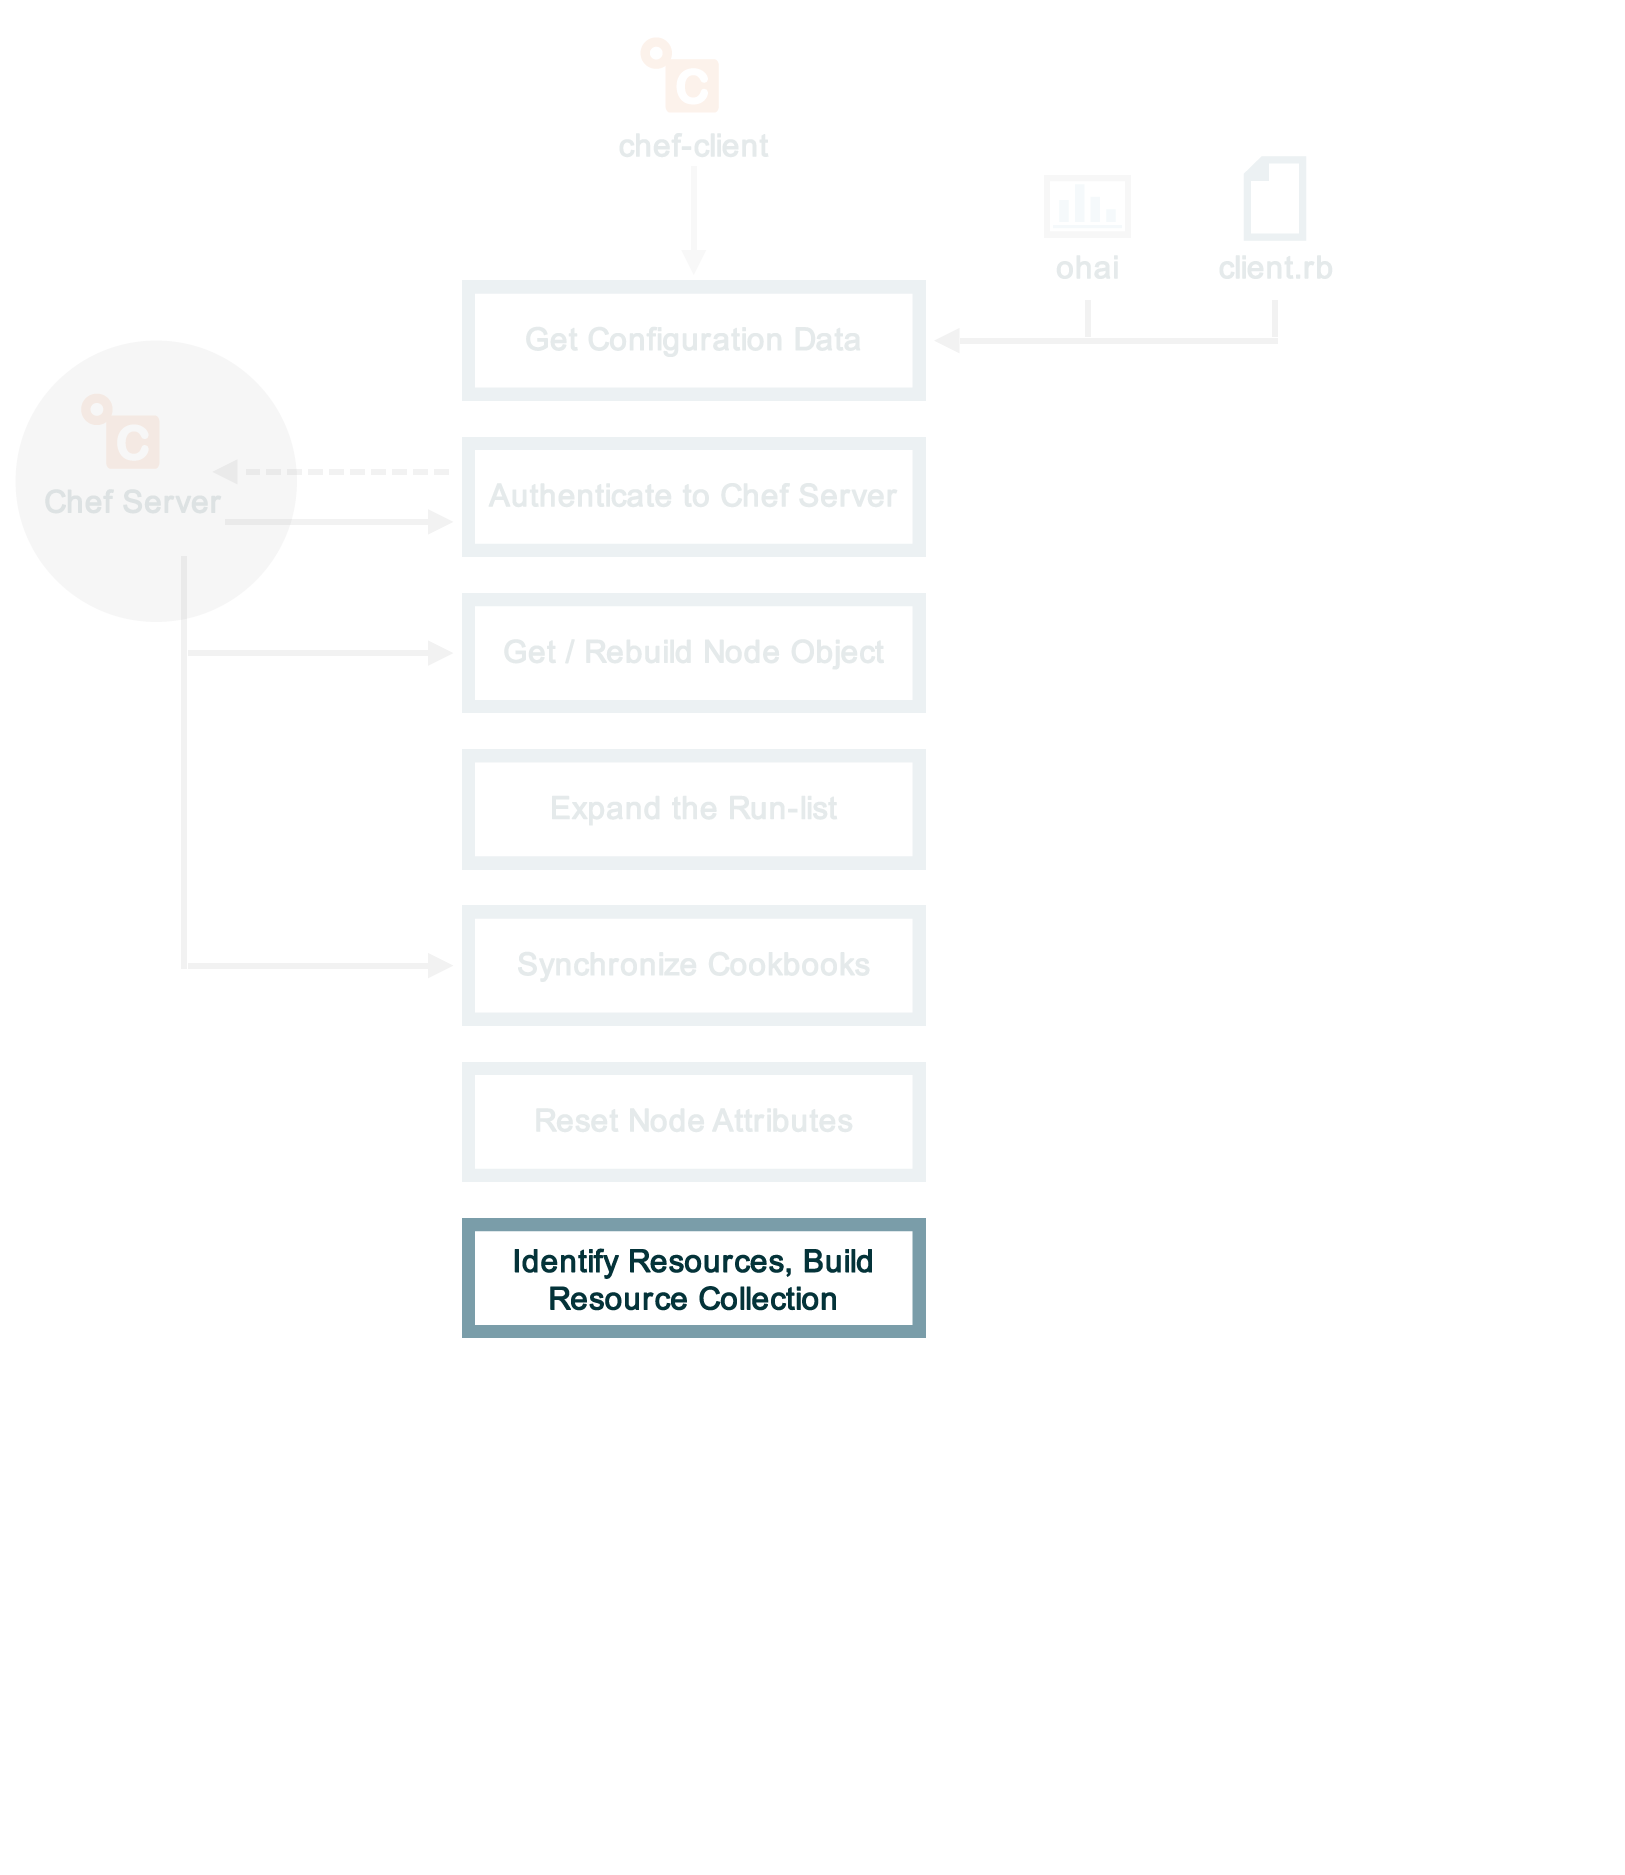 C
chef-client
ohai
client.rb
Get Configuration Data
C
Chef Server
Authenticate to Chef Server
Get / Rebuild Node Object
Expand the Run-list
Synchronize Cookbooks
Reset Node Attributes
Identify Resources, Build
Resource Collection